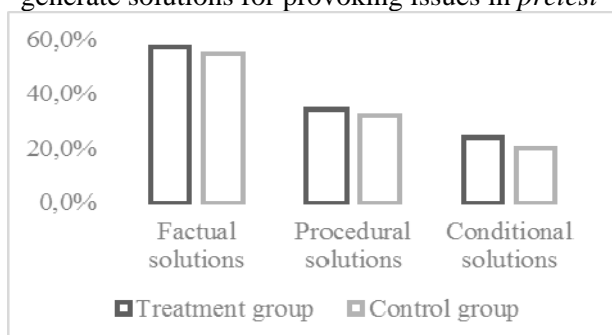 generate solutions for provoking issues in pretest
60,0%
40,0%
20,0%
0,0%
Factual solutions
Procedural solutions
Conditional solutions
Treatment group
Control group